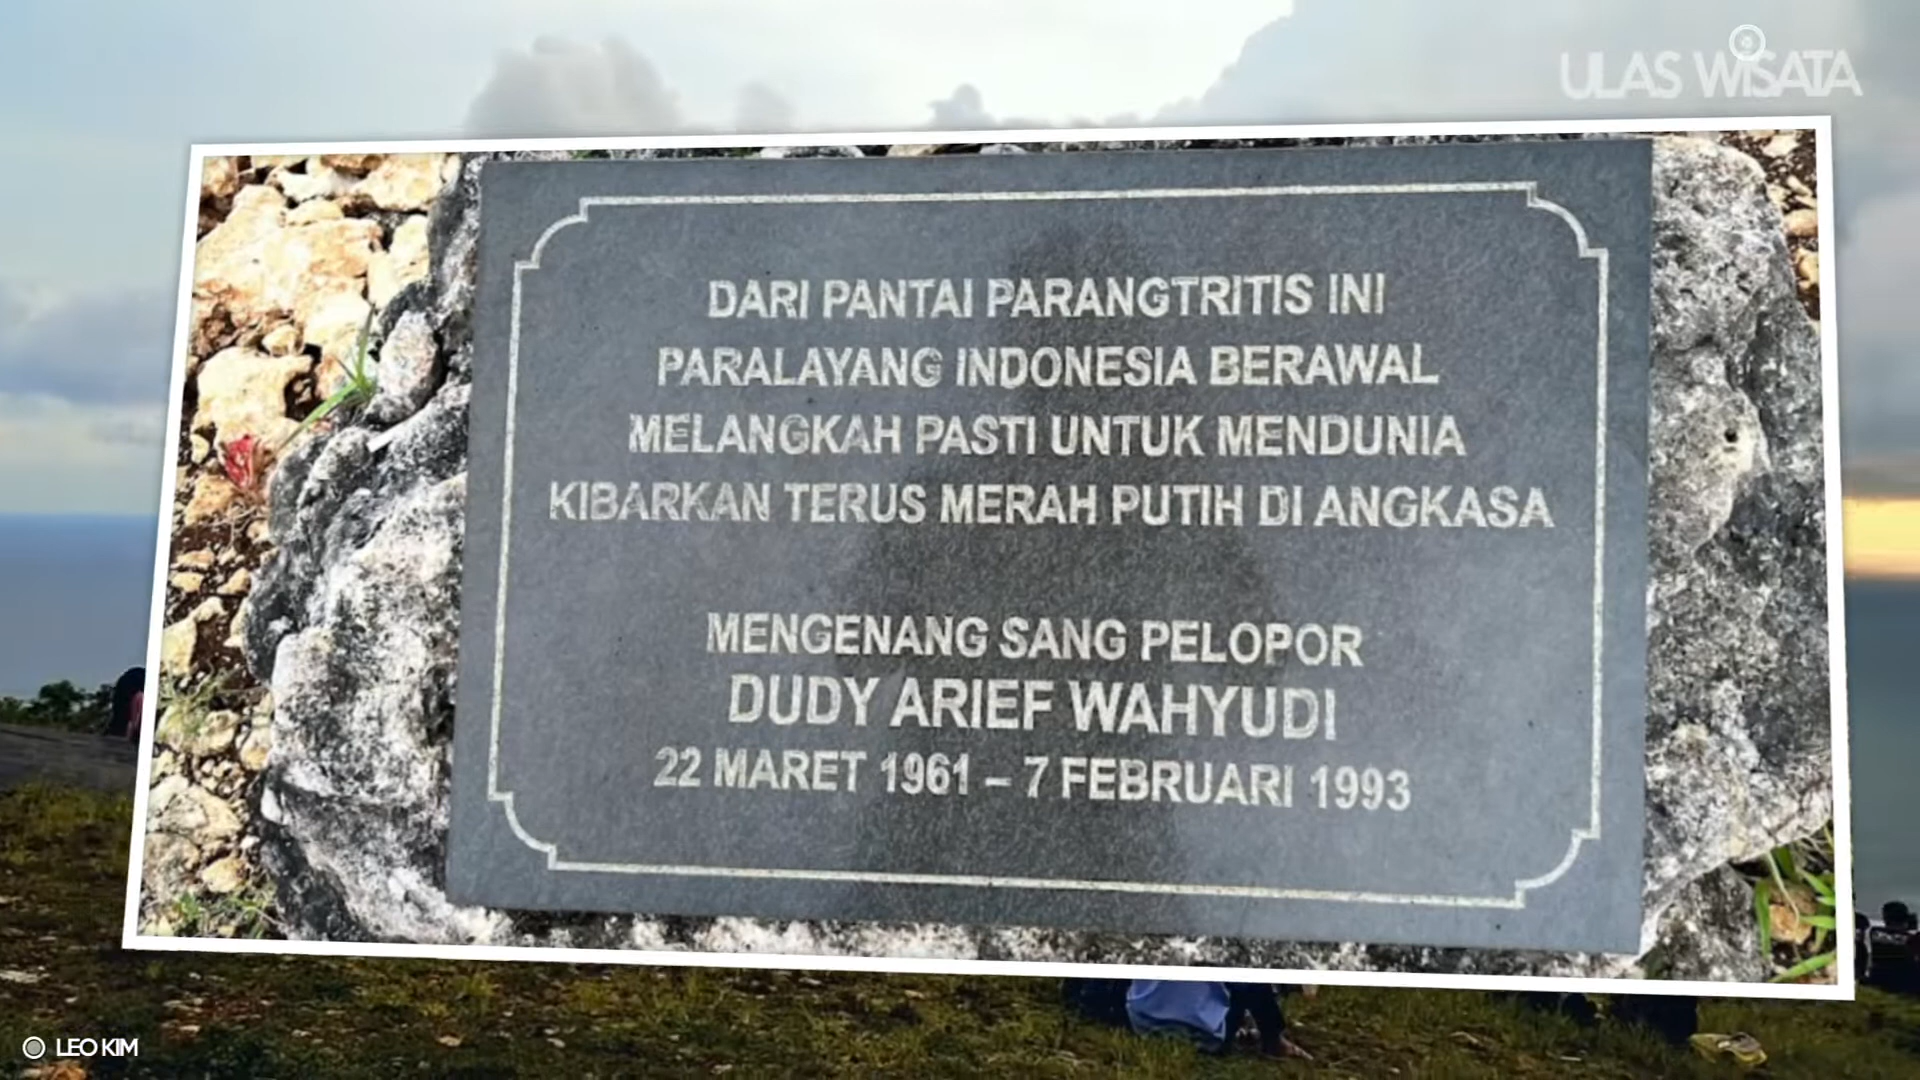 ULAS WISATA
DARI PANTAI PARANGTRITIS INI
PARALAYANG INDONESIA BERAWAL
MELANGKAH PASTI UNTUK MENDUNIA
KIBARKAN TERUS MERAH PUTIH DI ANGKASA
MENGENANG SANG PELOPOR
DUDY ARIEF WAHYUDI
22 MARET 1961 – 7 FEBRUARI 1993
LEO KIM